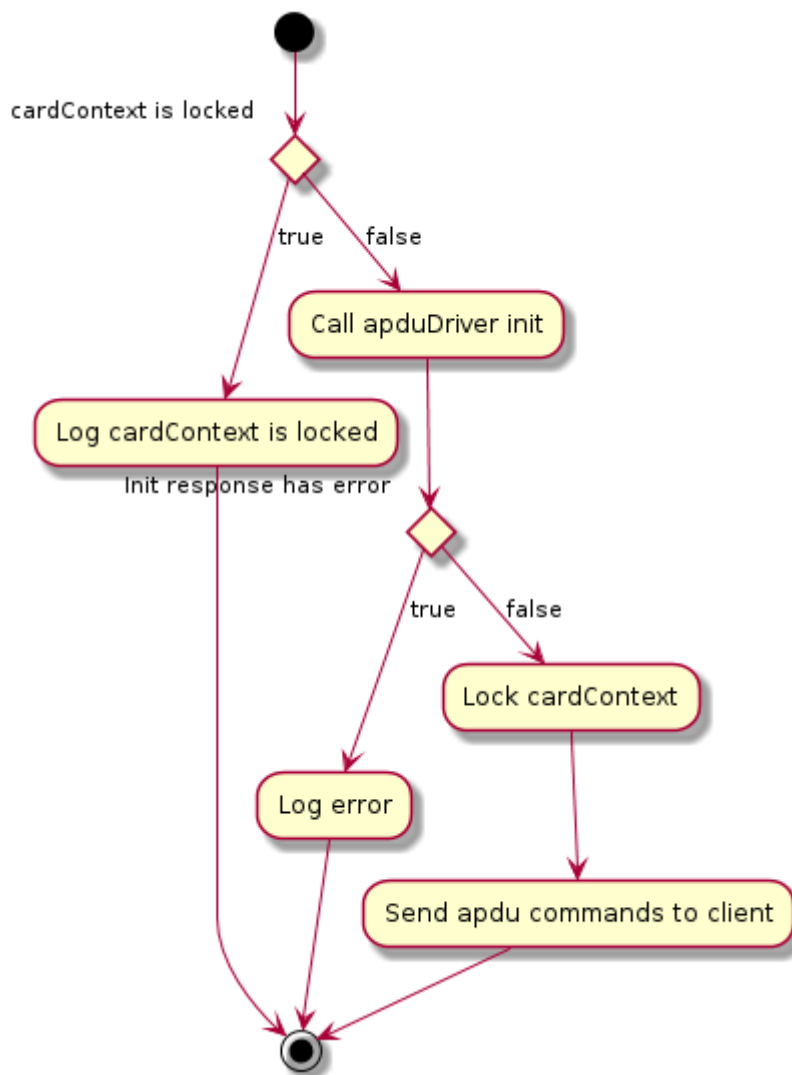 cardContext is locked
true
false
Call apduDriver init
Log cardContext is locked
Init response has error
true
false
Lock cardContext
Log error
Send apdu commands to client